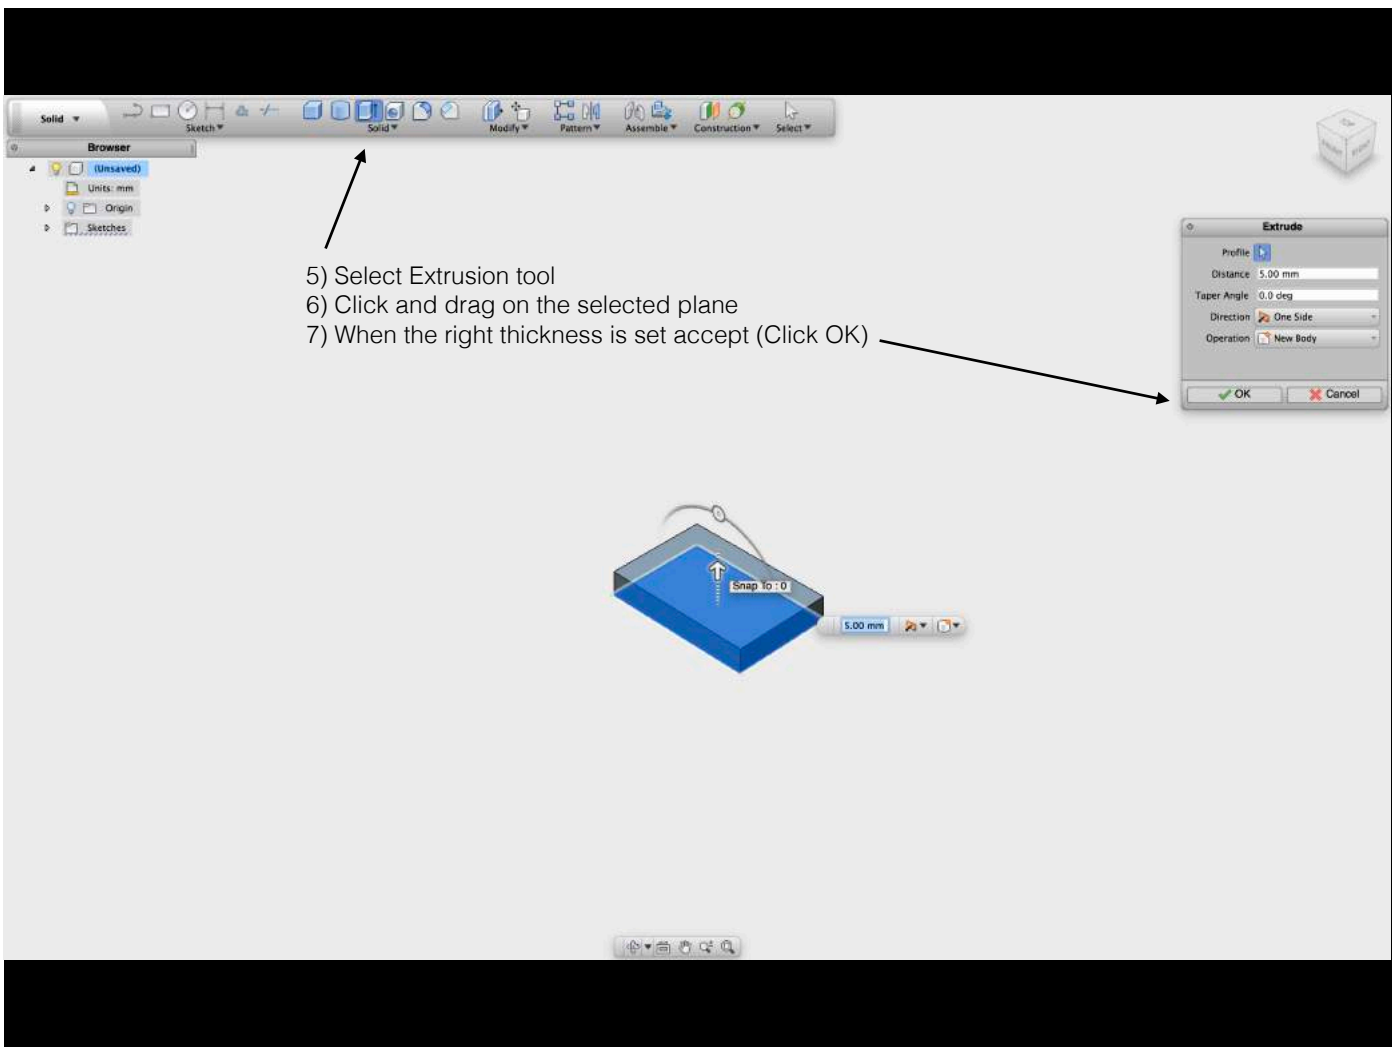 Solid
Sketch
Solid
Modify
Pattern
Assemble
Construction
Select
Browser
(Unsaved)
Units: mm
Origin
Sketches
5) Select Extrusion tool
6) Click and drag on the selected plane
7) When the right thickness is set accept (Click OK)
Extrude
Profile
Distance 5.00 mm
Taper Angle 0.0 deg
Direction One Side
Operation New Body
OK Cancel
Snap To : 0
5.00 mm